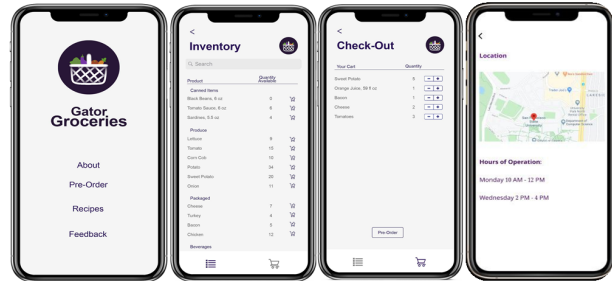 Gator
Groceries
About
Pre-Order
Recipes
Feedback
<
Inventory
Search
Product
Quantity Available
Canned Items
Black Beans, 8 oz 2
Tomato Sauce, 8 oz 6
Sardines, 5.5 oz 4
Produce
Lettuce 9
Tomato 15
Corn Cob 10
Potato 34
Sweet Potato 20
Onion 11
Packaged
Cheese 7
Turkey 4
Bacon 3
Chicken 12
Beverages
<
Check-Out
Your Cart Quantity
Sweet Potato 5 - +
Orange Juice, 59 fl oz 1 - +
Bacon 1 - +
Cheese 2 - +
Tomatoes 3 - +
Pre-Order
<
Location
Hours of Operation:
Monday 10 AM - 12 PM
Wednesday 2 PM - 4 PM